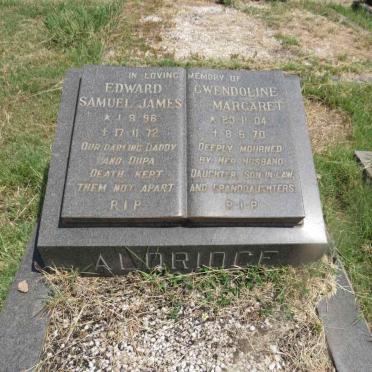 IN LOVING MEMORY OF
EDWARD
SAMUEL JAMES
* 1·9·96
† 17·11·72
OUR DARLING DADDY
AND OUPA
DEATH KEPT
THEM NOT APART
R.I.P.
GWENDOLINE
MARGARET
* 20·11·04
† 8·5·70
DEEPLY MOURNED
BY HER HUSBAND
DAUGHTER, SON-IN-LAW,
AND GRANDDAUGHTERS.
R·I·P·
ALDRIDGE